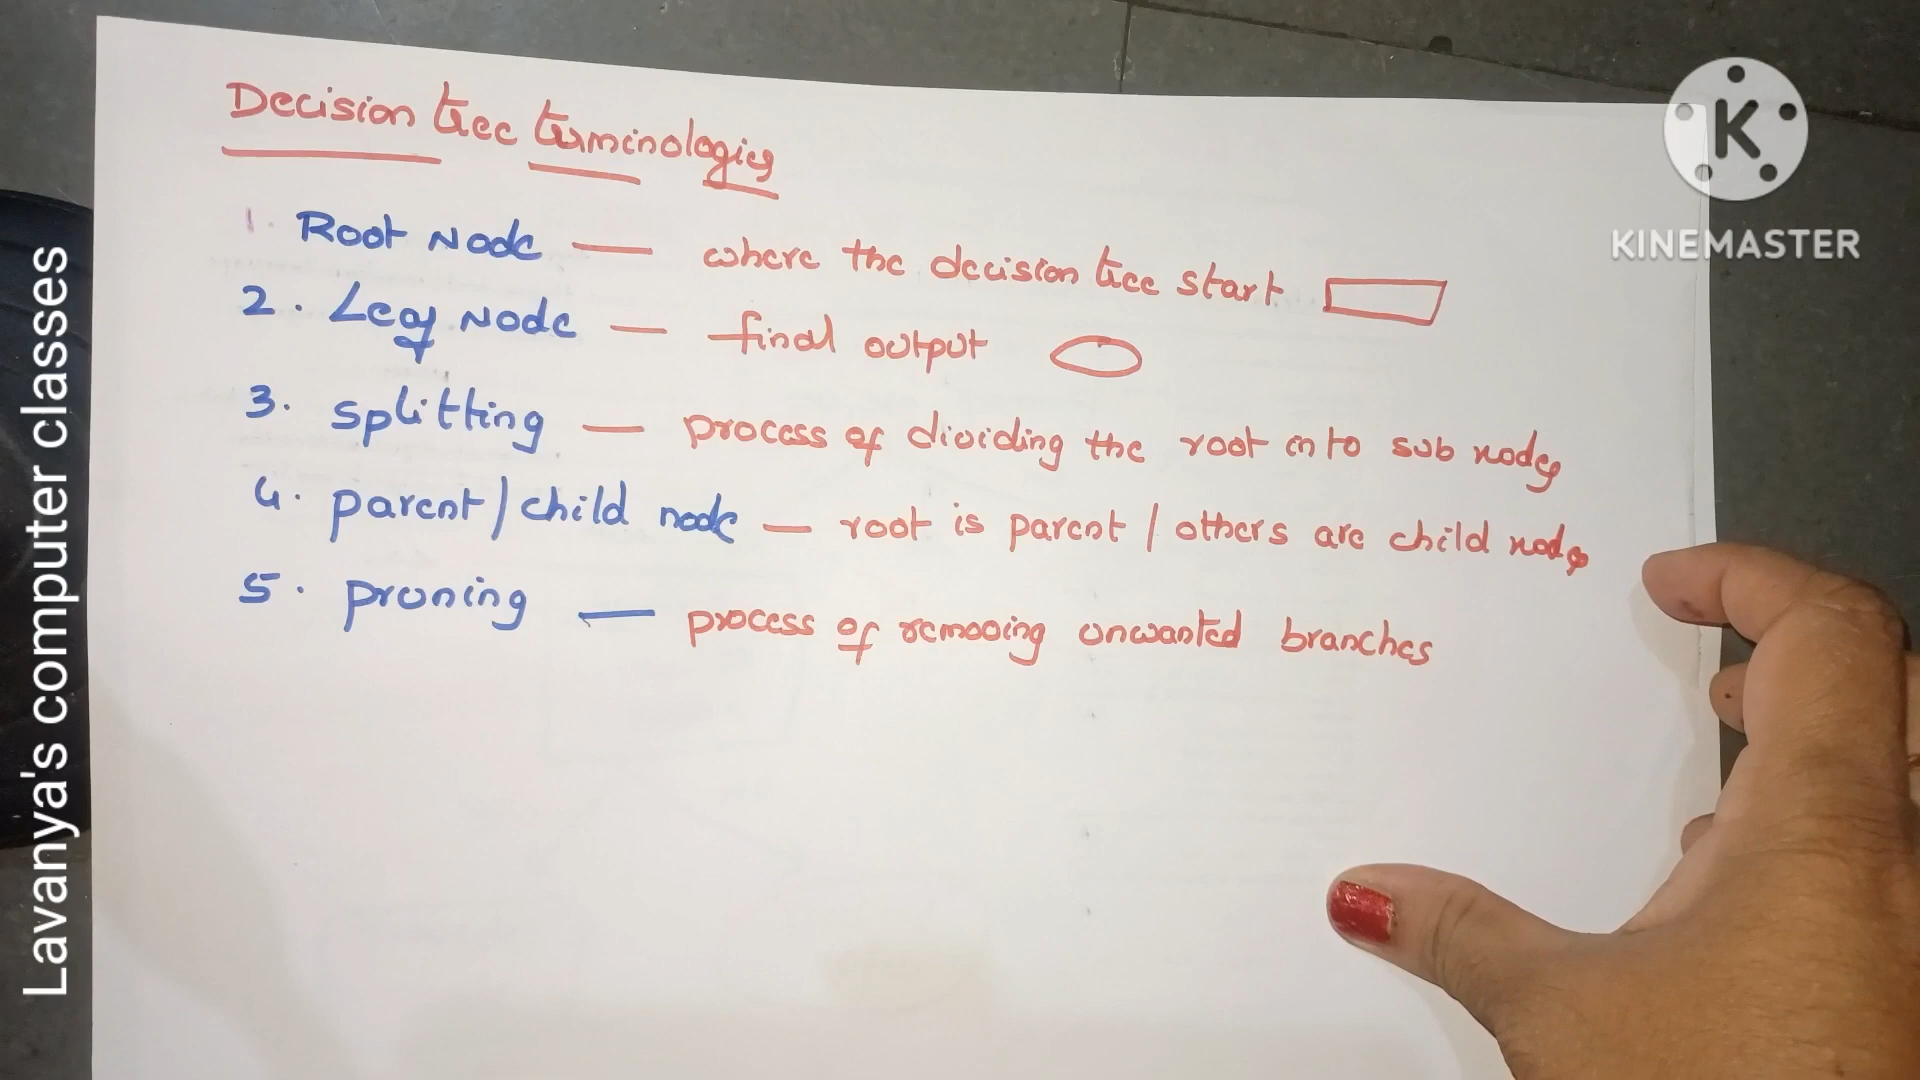 Decision tree terminologies
1. Root Node — where the decision tree start
2. Leaf Node — final output
3. splitting — process of dividing the root into sub nodes
4. parent/child node — root is parent / others are child nodes
5. pruning — process of removing unwanted branches
K
KINEMASTER
Lavanya's computer classes